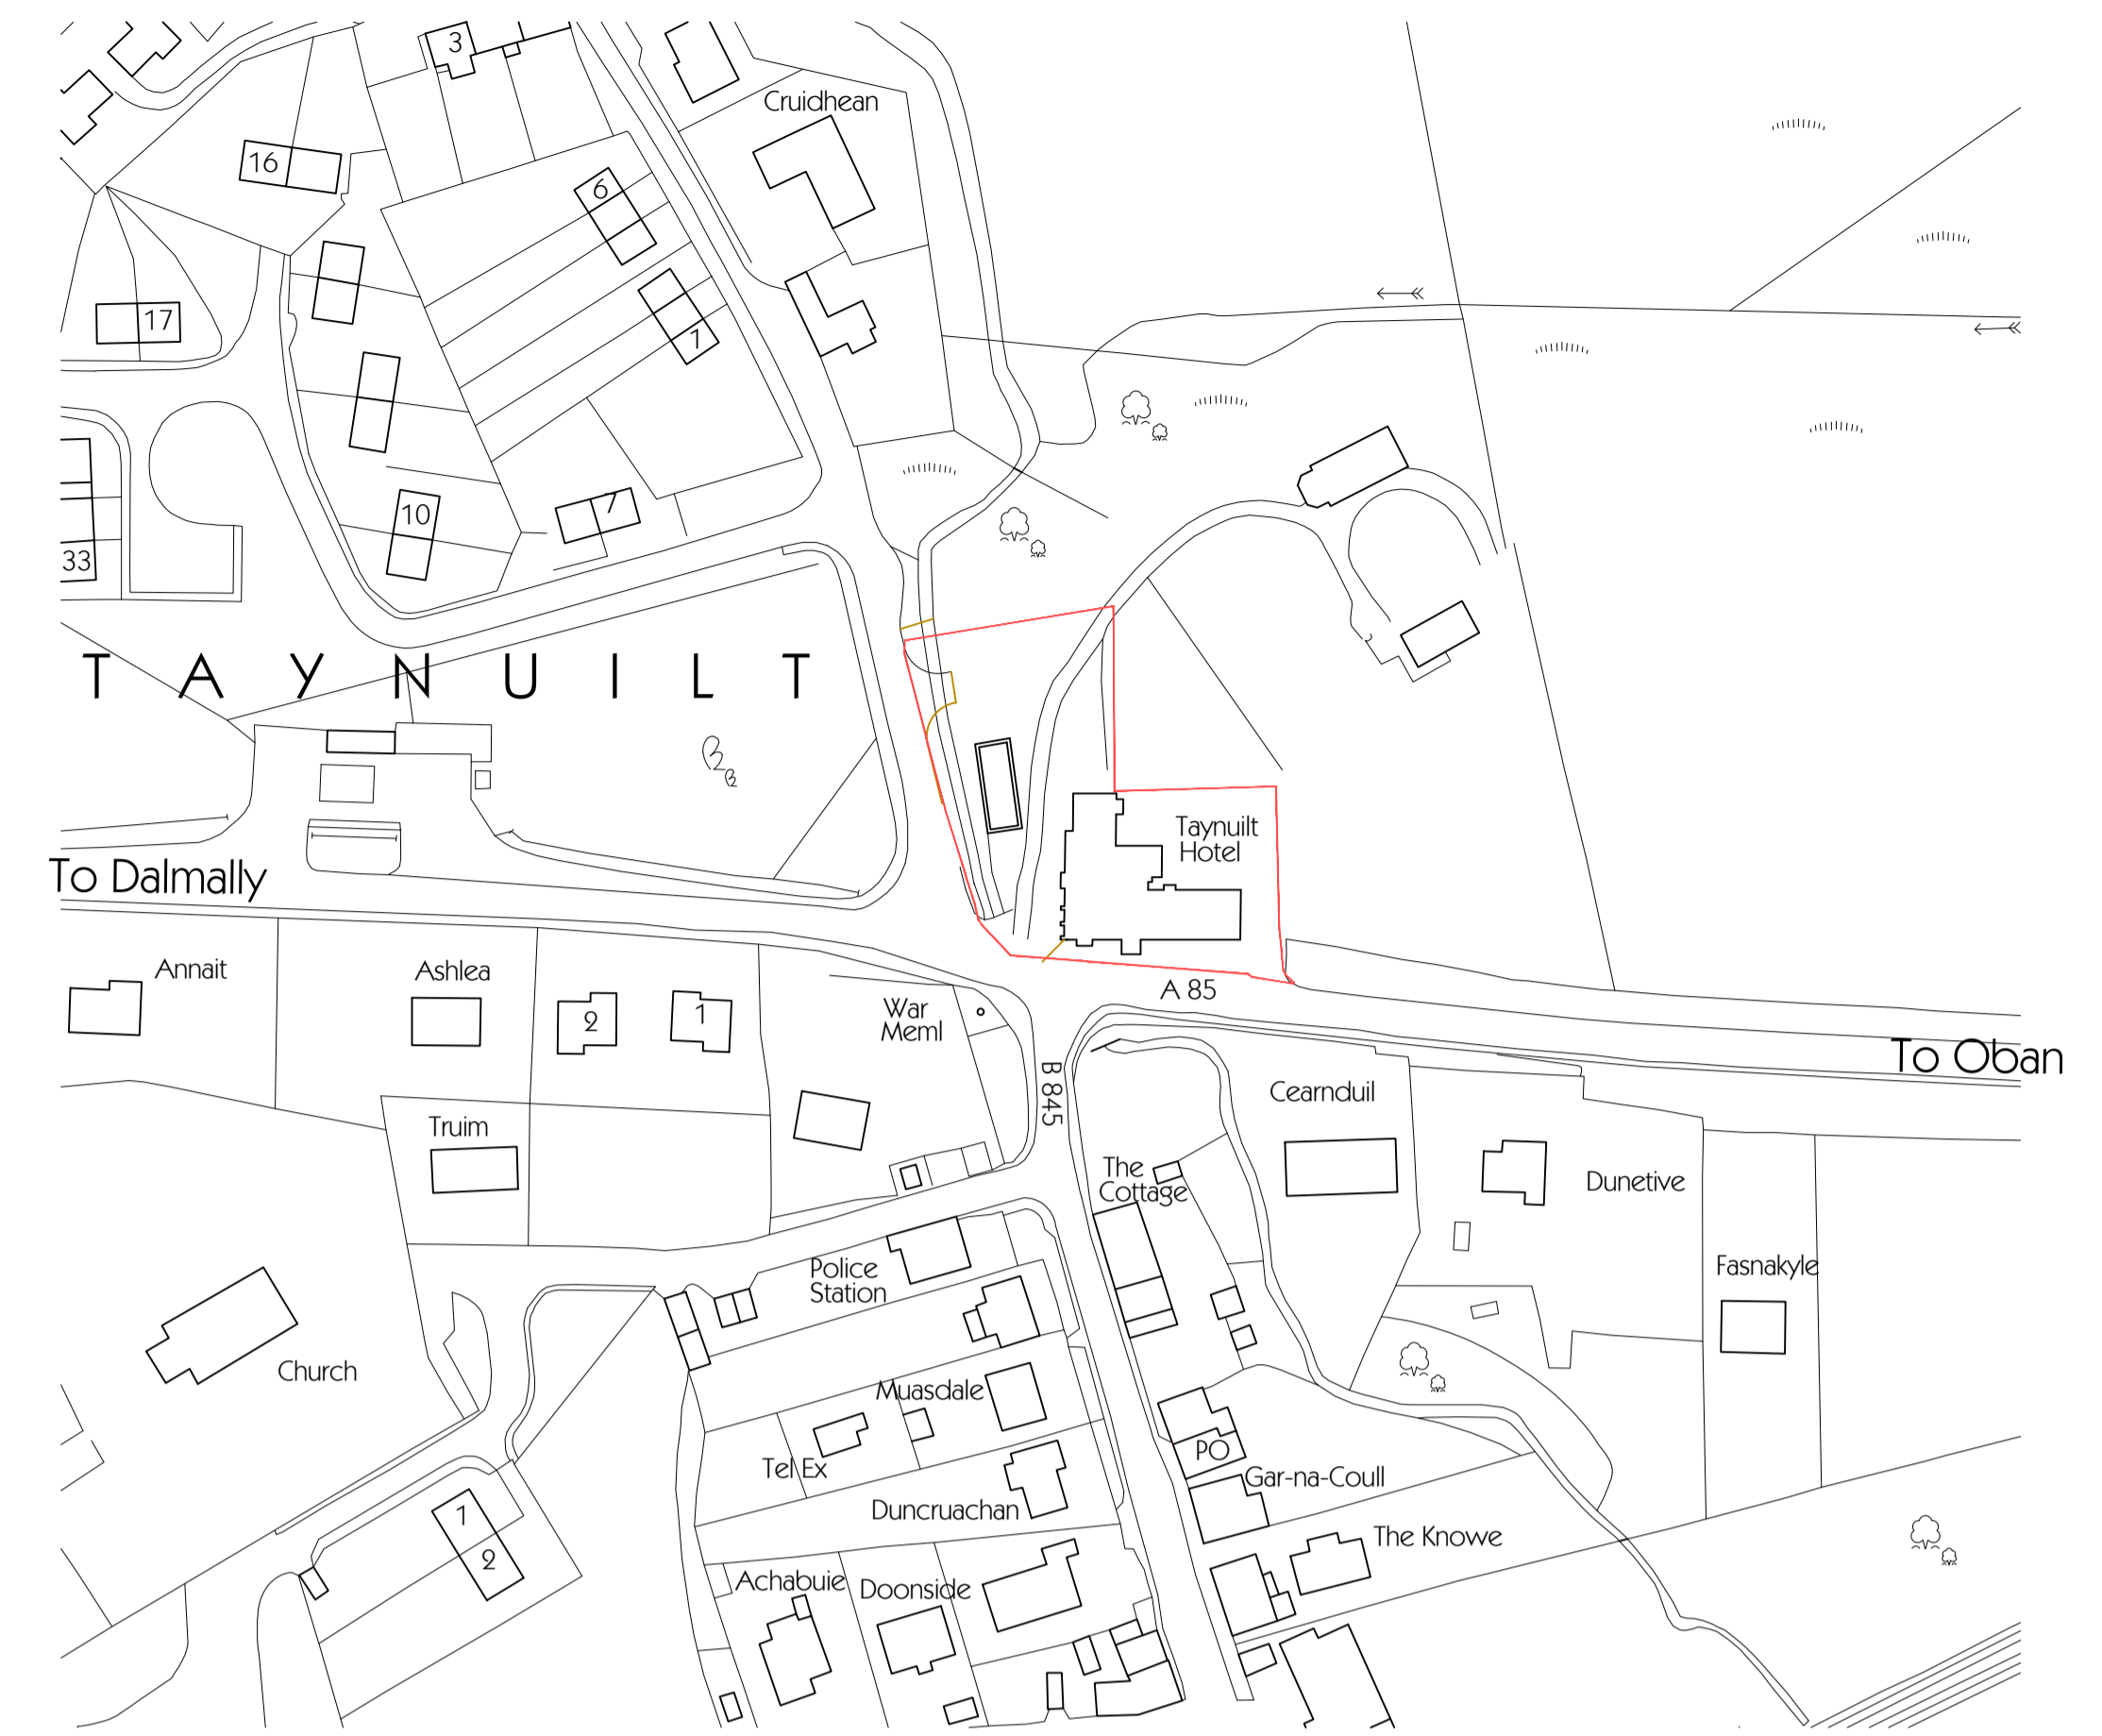 3
Cruidhean
16
6
17
1
7
10
33
TAYNUILT
Taynuilt
Hotel
To Dalmally
Annait
Ashlea
2
1
War
Meml
A 85
To Oban
B 845
Cearnduil
Truim
The
Cottage
Dunetive
Police
Station
Fasnakyle
Church
Muasdale
PO
Tel Ex
Gar-na-Coull
Duncruachan
1
2
The Knowe
Achabuie
Doonside